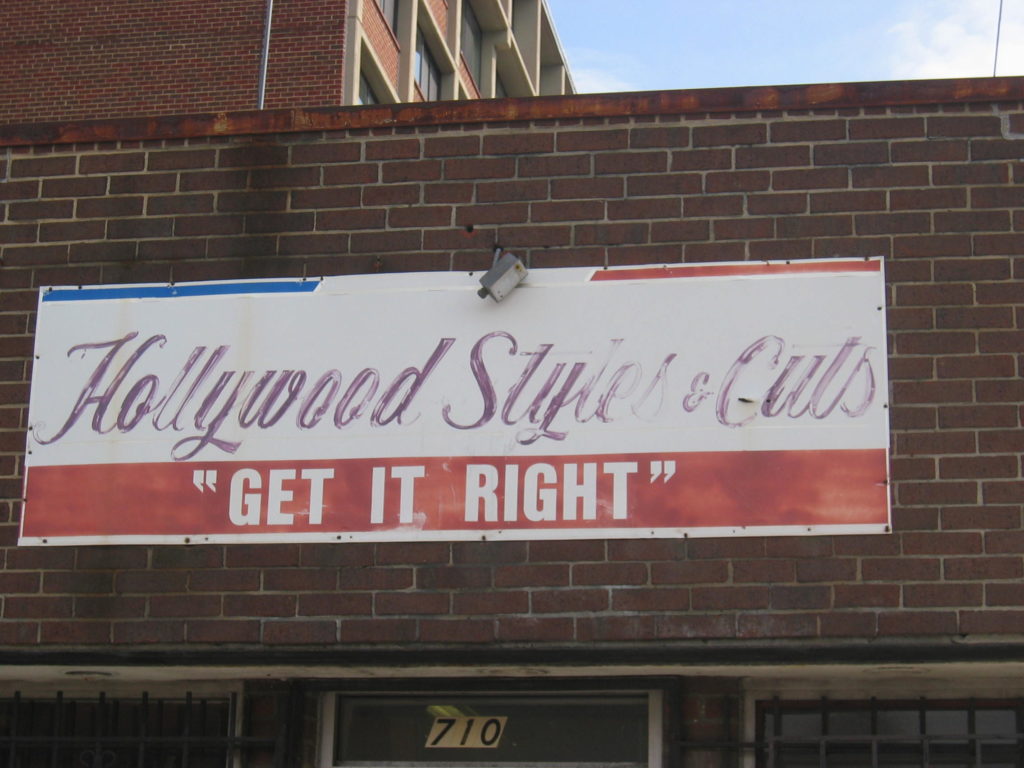 Hollywood Styles & Cuts
"GET IT RIGHT"
710